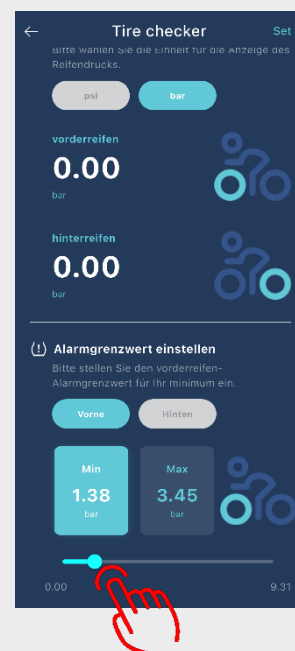 ← Tire checker Set
Bitte wählen Sie die Einheit für die Anzeige des
Reifendrucks.
psi bar
vorderreifen
0.00
bar
hinterreifen
0.00
bar
(!) Alarmgrenzwert einstellen
Bitte stellen Sie den vorderreifen-
Alarmgrenzwert für Ihr minimum ein.
Vorne Hinten
Min Max
1.38 3.45
bar bar
0.00 9.31